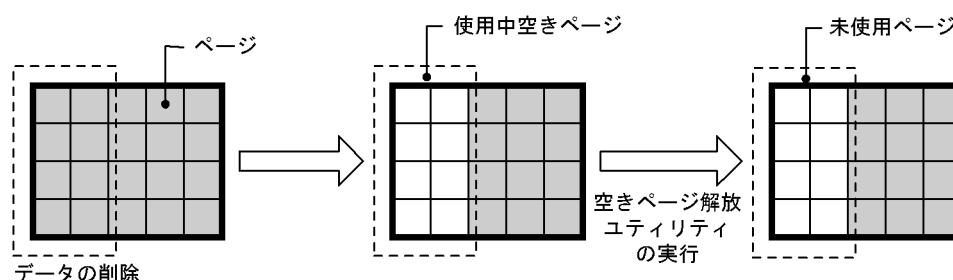 ページ
使用中空きページ
未使用ページ
空きページ解放
ユティリティ
の実行
データの削除